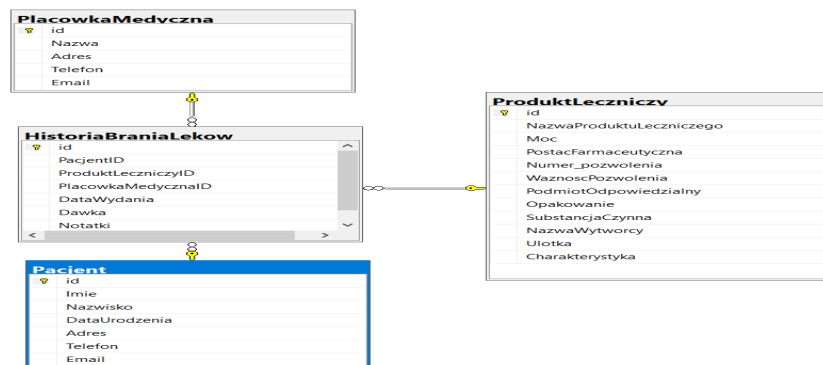 PlacowkaMedyczna
id
Nazwa
Adres
Telefon
Email
HistoriaBraniaLekow
id
PacjentID
ProduktLeczniczyID
PlacowkaMedycznaID
DataWydania
Dawka
Notatki
Pacjent
id
Imie
Nazwisko
DataUrodzenia
Adres
Telefon
Email
ProduktLeczniczy
id
NazwaProduktuLeczniczego
Moc
PostacFarmaceutyczna
Numer_pozwolenia
WaznoscPozwolenia
PodmiotOdpowiedzialny
Opakowanie
SubstancjaCzynna
NazwaWytworcy
Ulotka
Charakterystyka